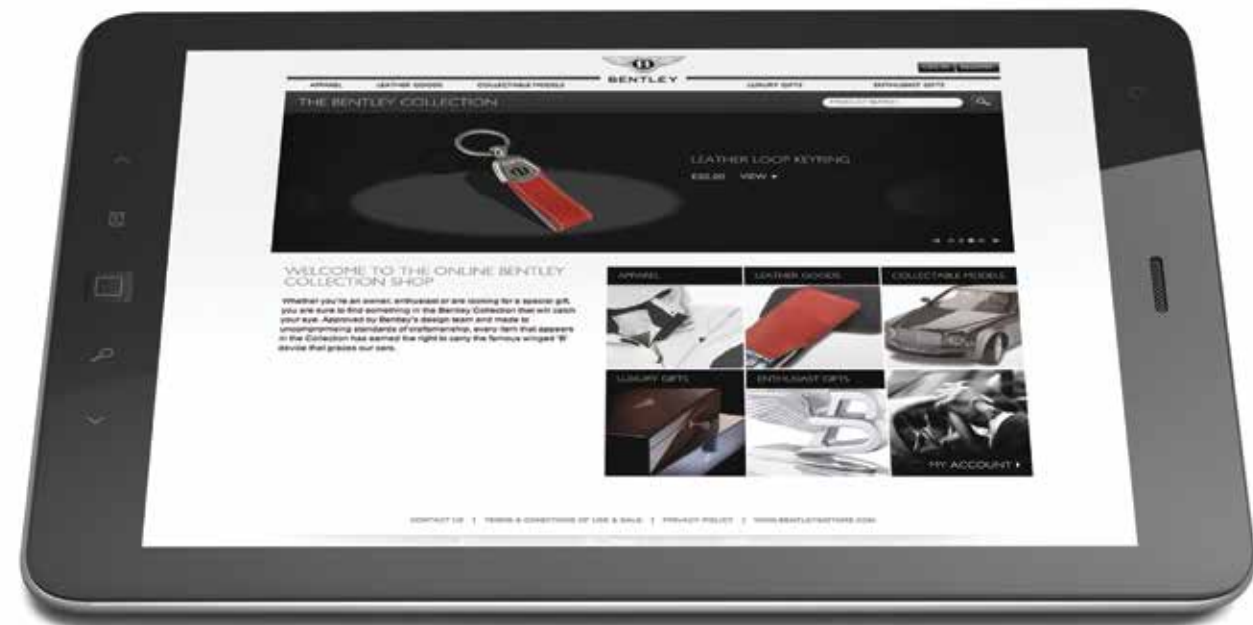 BENTLEY
APPAREL LEATHER GOODS COLLECTABLE MODELS LUXURY GIFTS ENTHUSIAST GIFTS
THE BENTLEY COLLECTION PRODUCT SEARCH
LEATHER LOOP KEYRING
VIEW
WELCOME TO THE ONLINE BENTLEY
COLLECTION SHOP
Whether you're an owner, enthusiast or are looking for a special gift,
you are sure to find something in the Bentley Collection that will catch
your eye. Approved by Bentley's design team and made to
uncompromising standards of craftsmanship, every item that appears
in the Collection has earned the right to carry the famous winged 'B'
device that graces our cars.
APPAREL LEATHER GOODS COLLECTABLE MODELS
LUXURY GIFTS ENTHUSIAST GIFTS
MY ACCOUNT
CONTACT US | TERMS & CONDITIONS OF USE & SALE | PRIVACY POLICY | WWW.BENTLEYMOTORS.COM